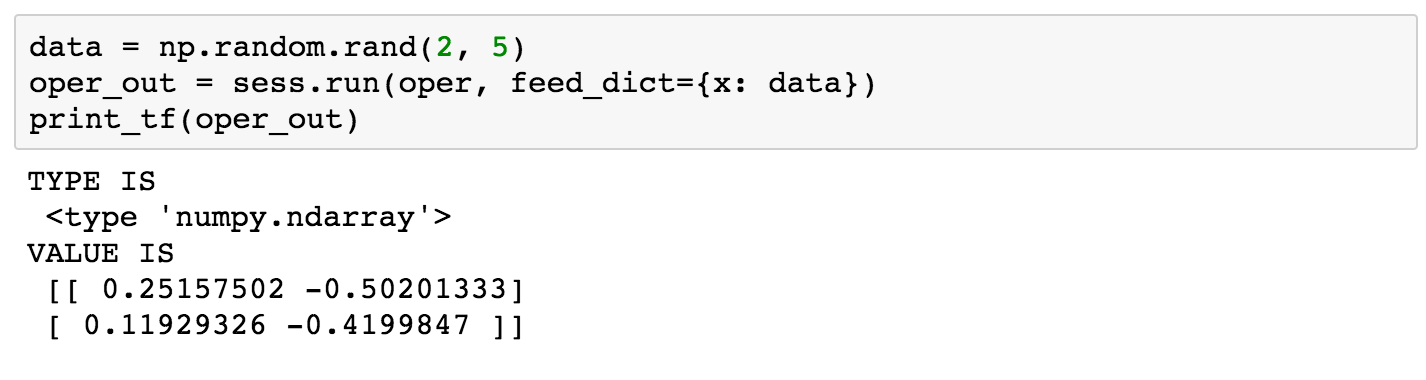 data = np.random.rand(2, 5)
oper_out = sess.run(oper, feed_dict={x: data})
print_tf(oper_out)
TYPE IS
 <type 'numpy.ndarray'>
VALUE IS
 [[ 0.25157502 -0.50201333]
 [ 0.11929326 -0.4199847 ]]